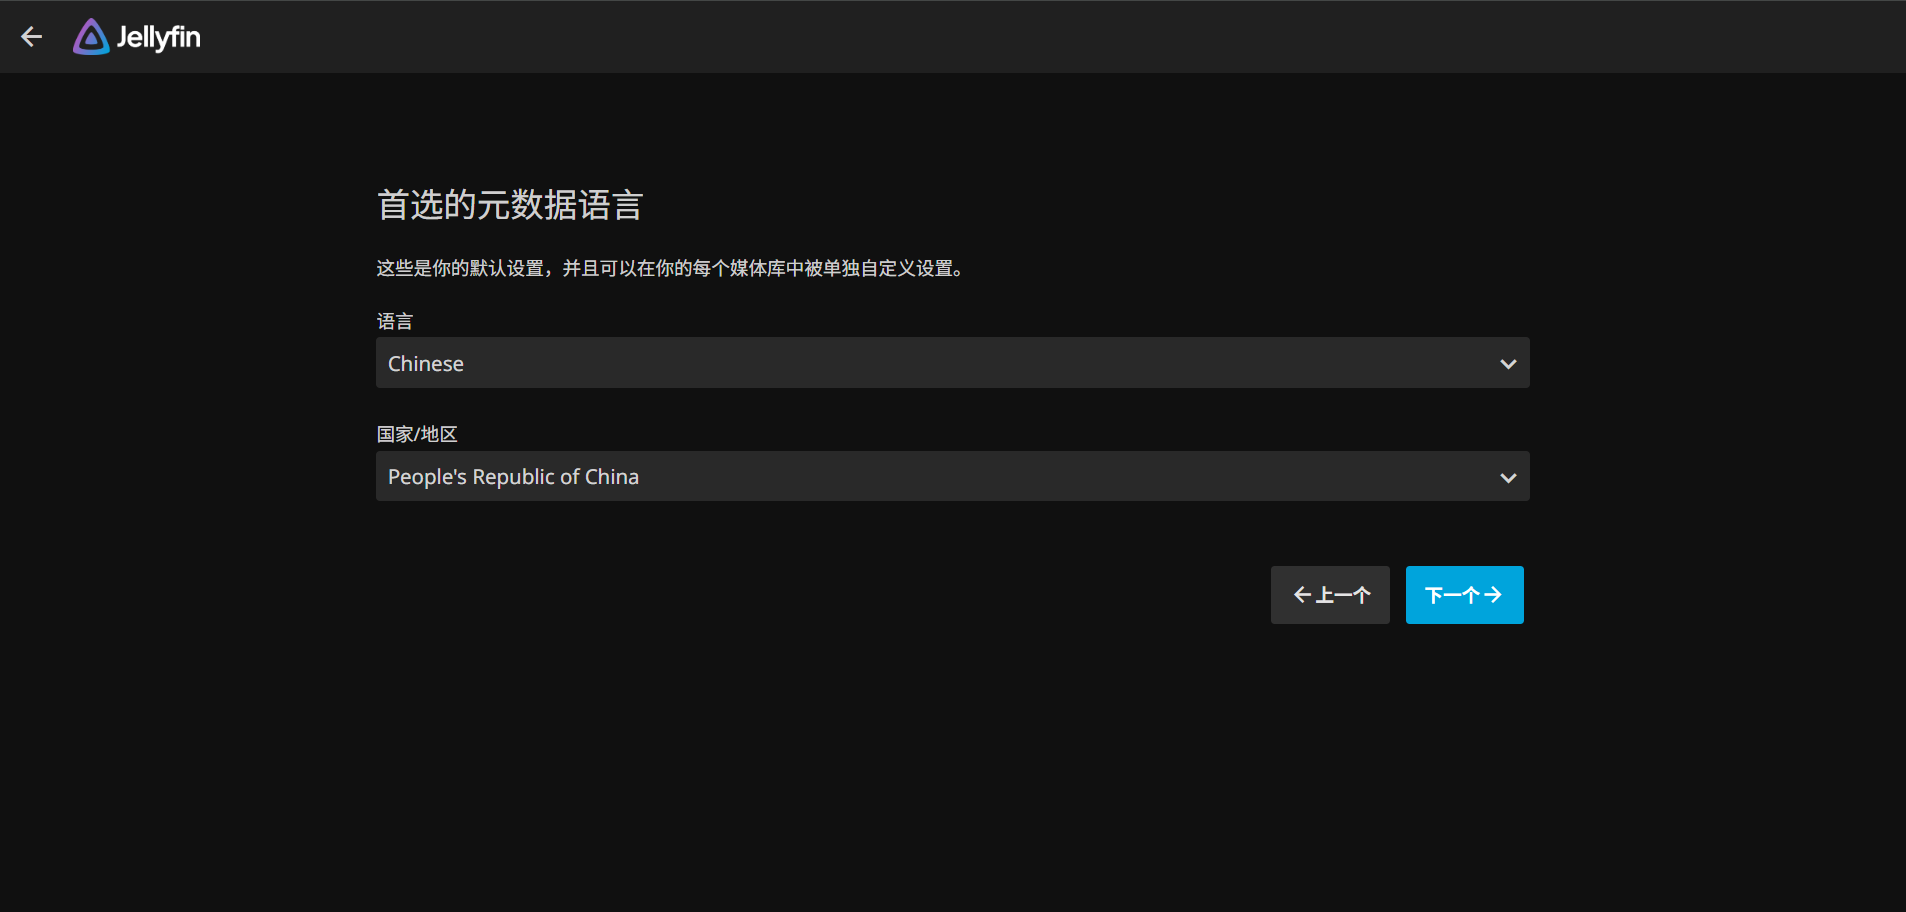 Jellyfin
首选的元数据语言
这些是你的默认设置，并且可以在你的每个媒体库中被单独自定义设置。
语言
Chinese
国家/地区
People's Republic of China
上一个
下一个